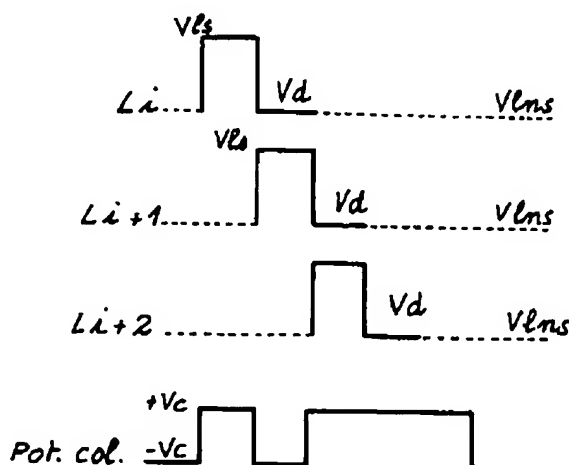 Vls
Li Vd Vlns
Vls
Li+1 Vd Vlns
Li+2 Vd Vlns
+Vc
Pot. col. -Vc